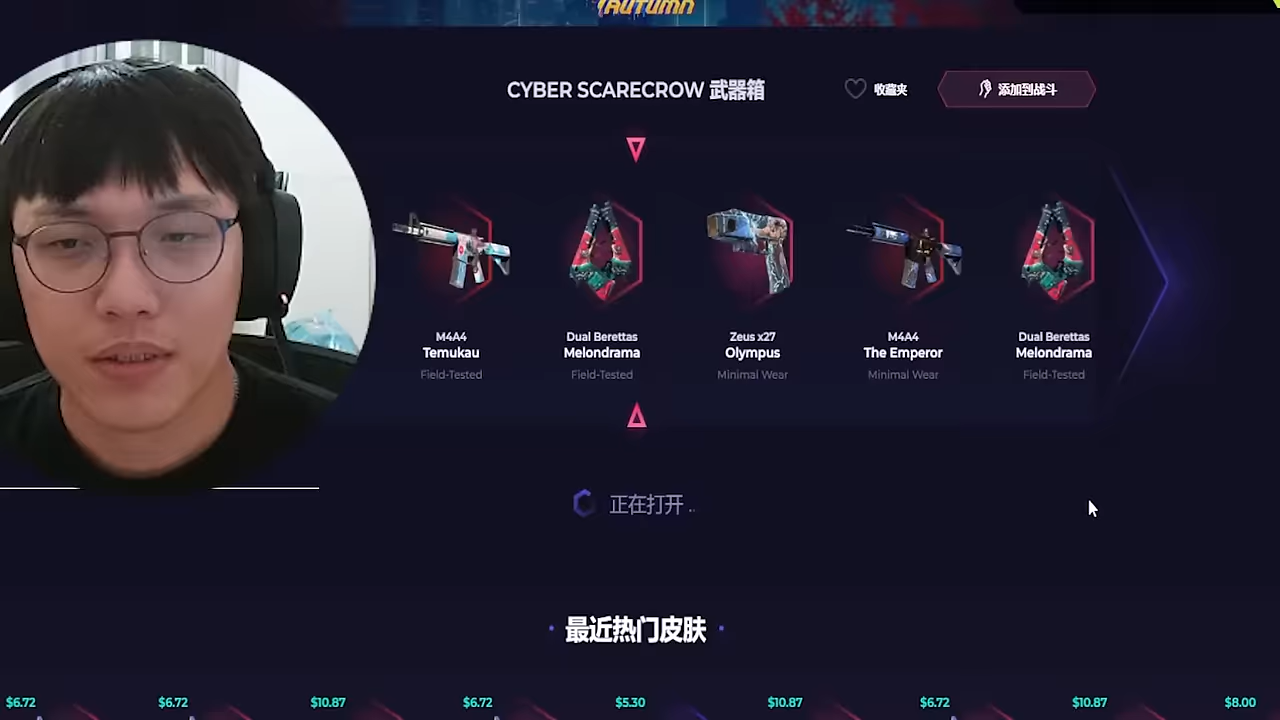 AUTUMN
CYBER SCARECROW 武器箱
收藏夹
添加到战斗
M4A4
Temukau
Field-Tested
Dual Berettas
Melondrama
Field-Tested
Zeus x27
Olympus
Minimal Wear
M4A4
The Emperor
Minimal Wear
Dual Berettas
Melondrama
Field-Tested
正在打开 ..
· 最近热门皮肤 ·
$6.72
$6.72
$10.87
$6.72
$5.30
$10.87
$6.72
$10.87
$8.00